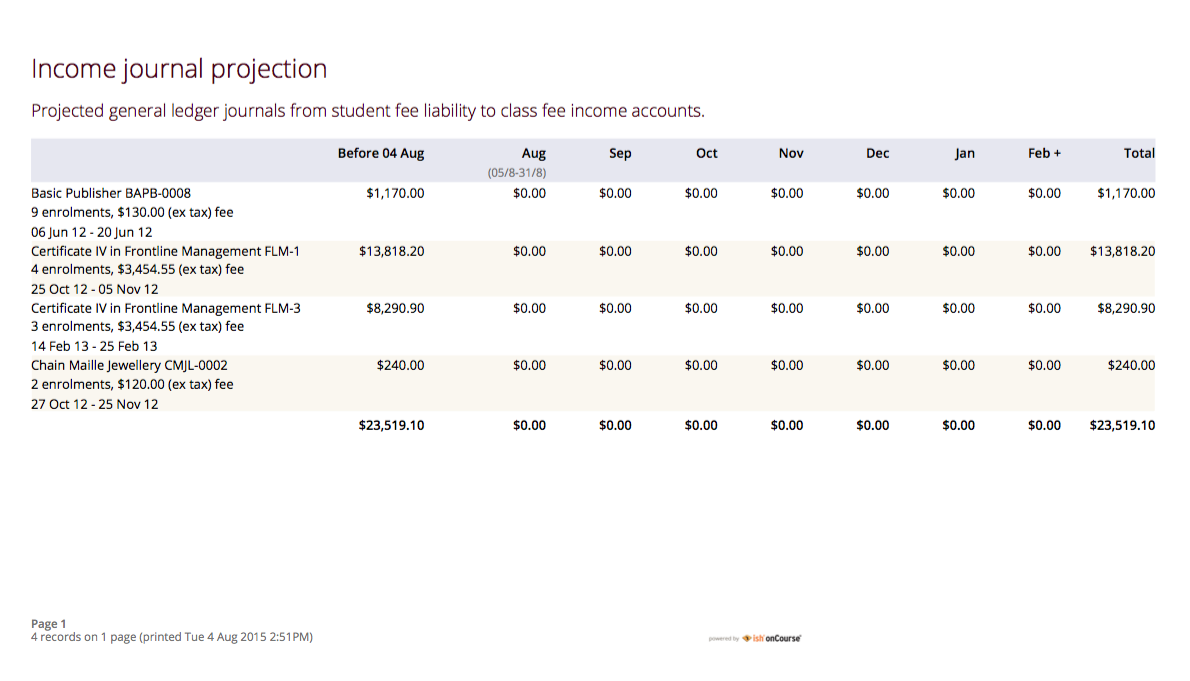 Income journal projection
Projected general ledger journals from student fee liability to class fee income accounts.
Before 04 Aug Aug Sep Oct Nov Dec Jan Feb + Total
(05/8-31/8)
Basic Publisher BAPB-0008 $1,170.00 $0.00 $0.00 $0.00 $0.00 $0.00 $0.00 $0.00 $1,170.00
9 enrolments, $130.00 (ex tax) fee
06 Jun 12 - 20 Jun 12
Certificate IV in Frontline Management FLM-1 $13,818.20 $0.00 $0.00 $0.00 $0.00 $0.00 $0.00 $0.00 $13,818.20
4 enrolments, $3,454.55 (ex tax) fee
25 Oct 12 - 05 Nov 12
Certificate IV in Frontline Management FLM-3 $8,290.90 $0.00 $0.00 $0.00 $0.00 $0.00 $0.00 $0.00 $8,290.90
3 enrolments, $3,454.55 (ex tax) fee
14 Feb 13 - 25 Feb 13
Chain Maille Jewellery CMJL-0002 $240.00 $0.00 $0.00 $0.00 $0.00 $0.00 $0.00 $0.00 $240.00
2 enrolments, $120.00 (ex tax) fee
27 Oct 12 - 25 Nov 12
$23,519.10 $0.00 $0.00 $0.00 $0.00 $0.00 $0.00 $0.00 $23,519.10
Page 1
4 records on 1 page (printed Tue 4 Aug 2015 2:51PM)
powered by ish onCourse